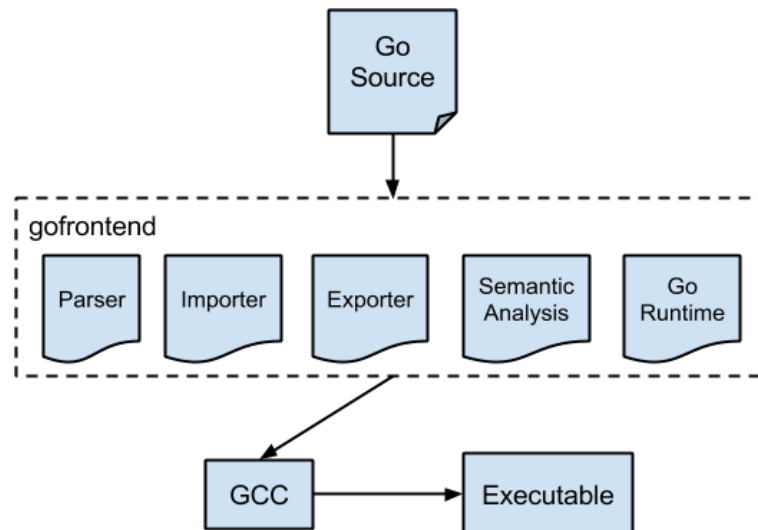 Go
Source
gofrontend
Parser
Importer
Exporter
Semantic
Analysis
Go
Runtime
GCC
Executable